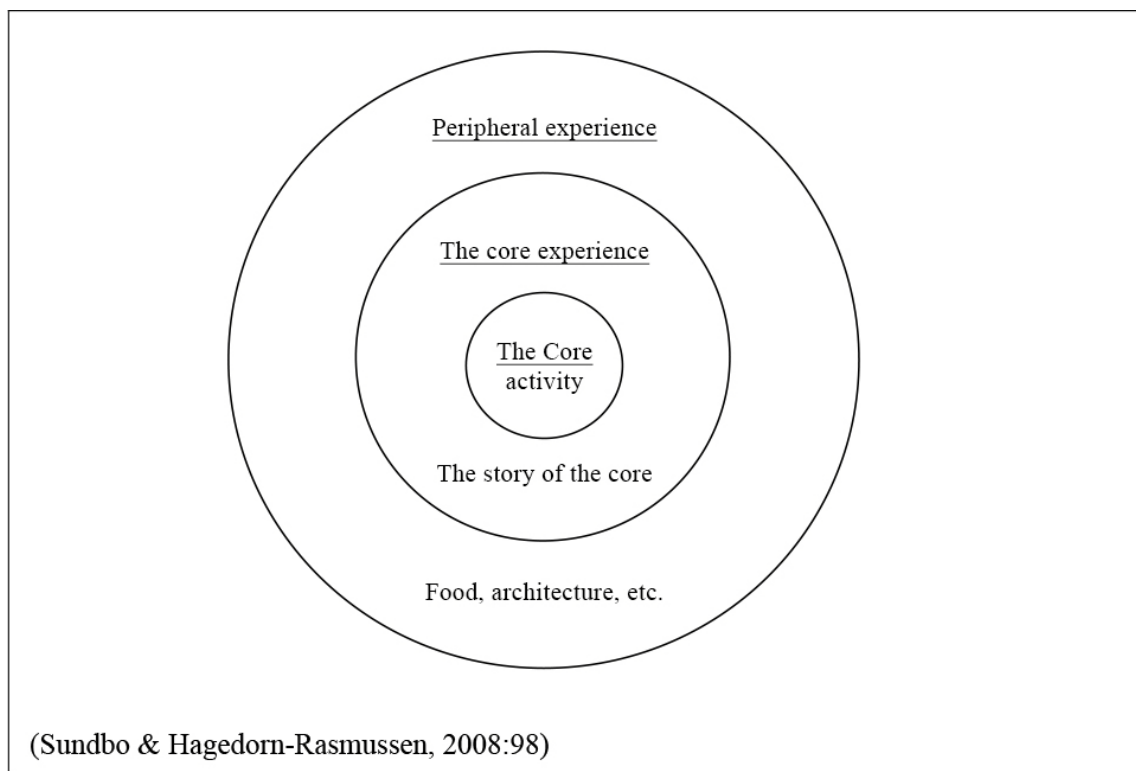 Peripheral experience
The core experience
The Core
activity
The story of the core
Food, architecture, etc.
(Sundbo & Hagedorn-Rasmussen, 2008:98)